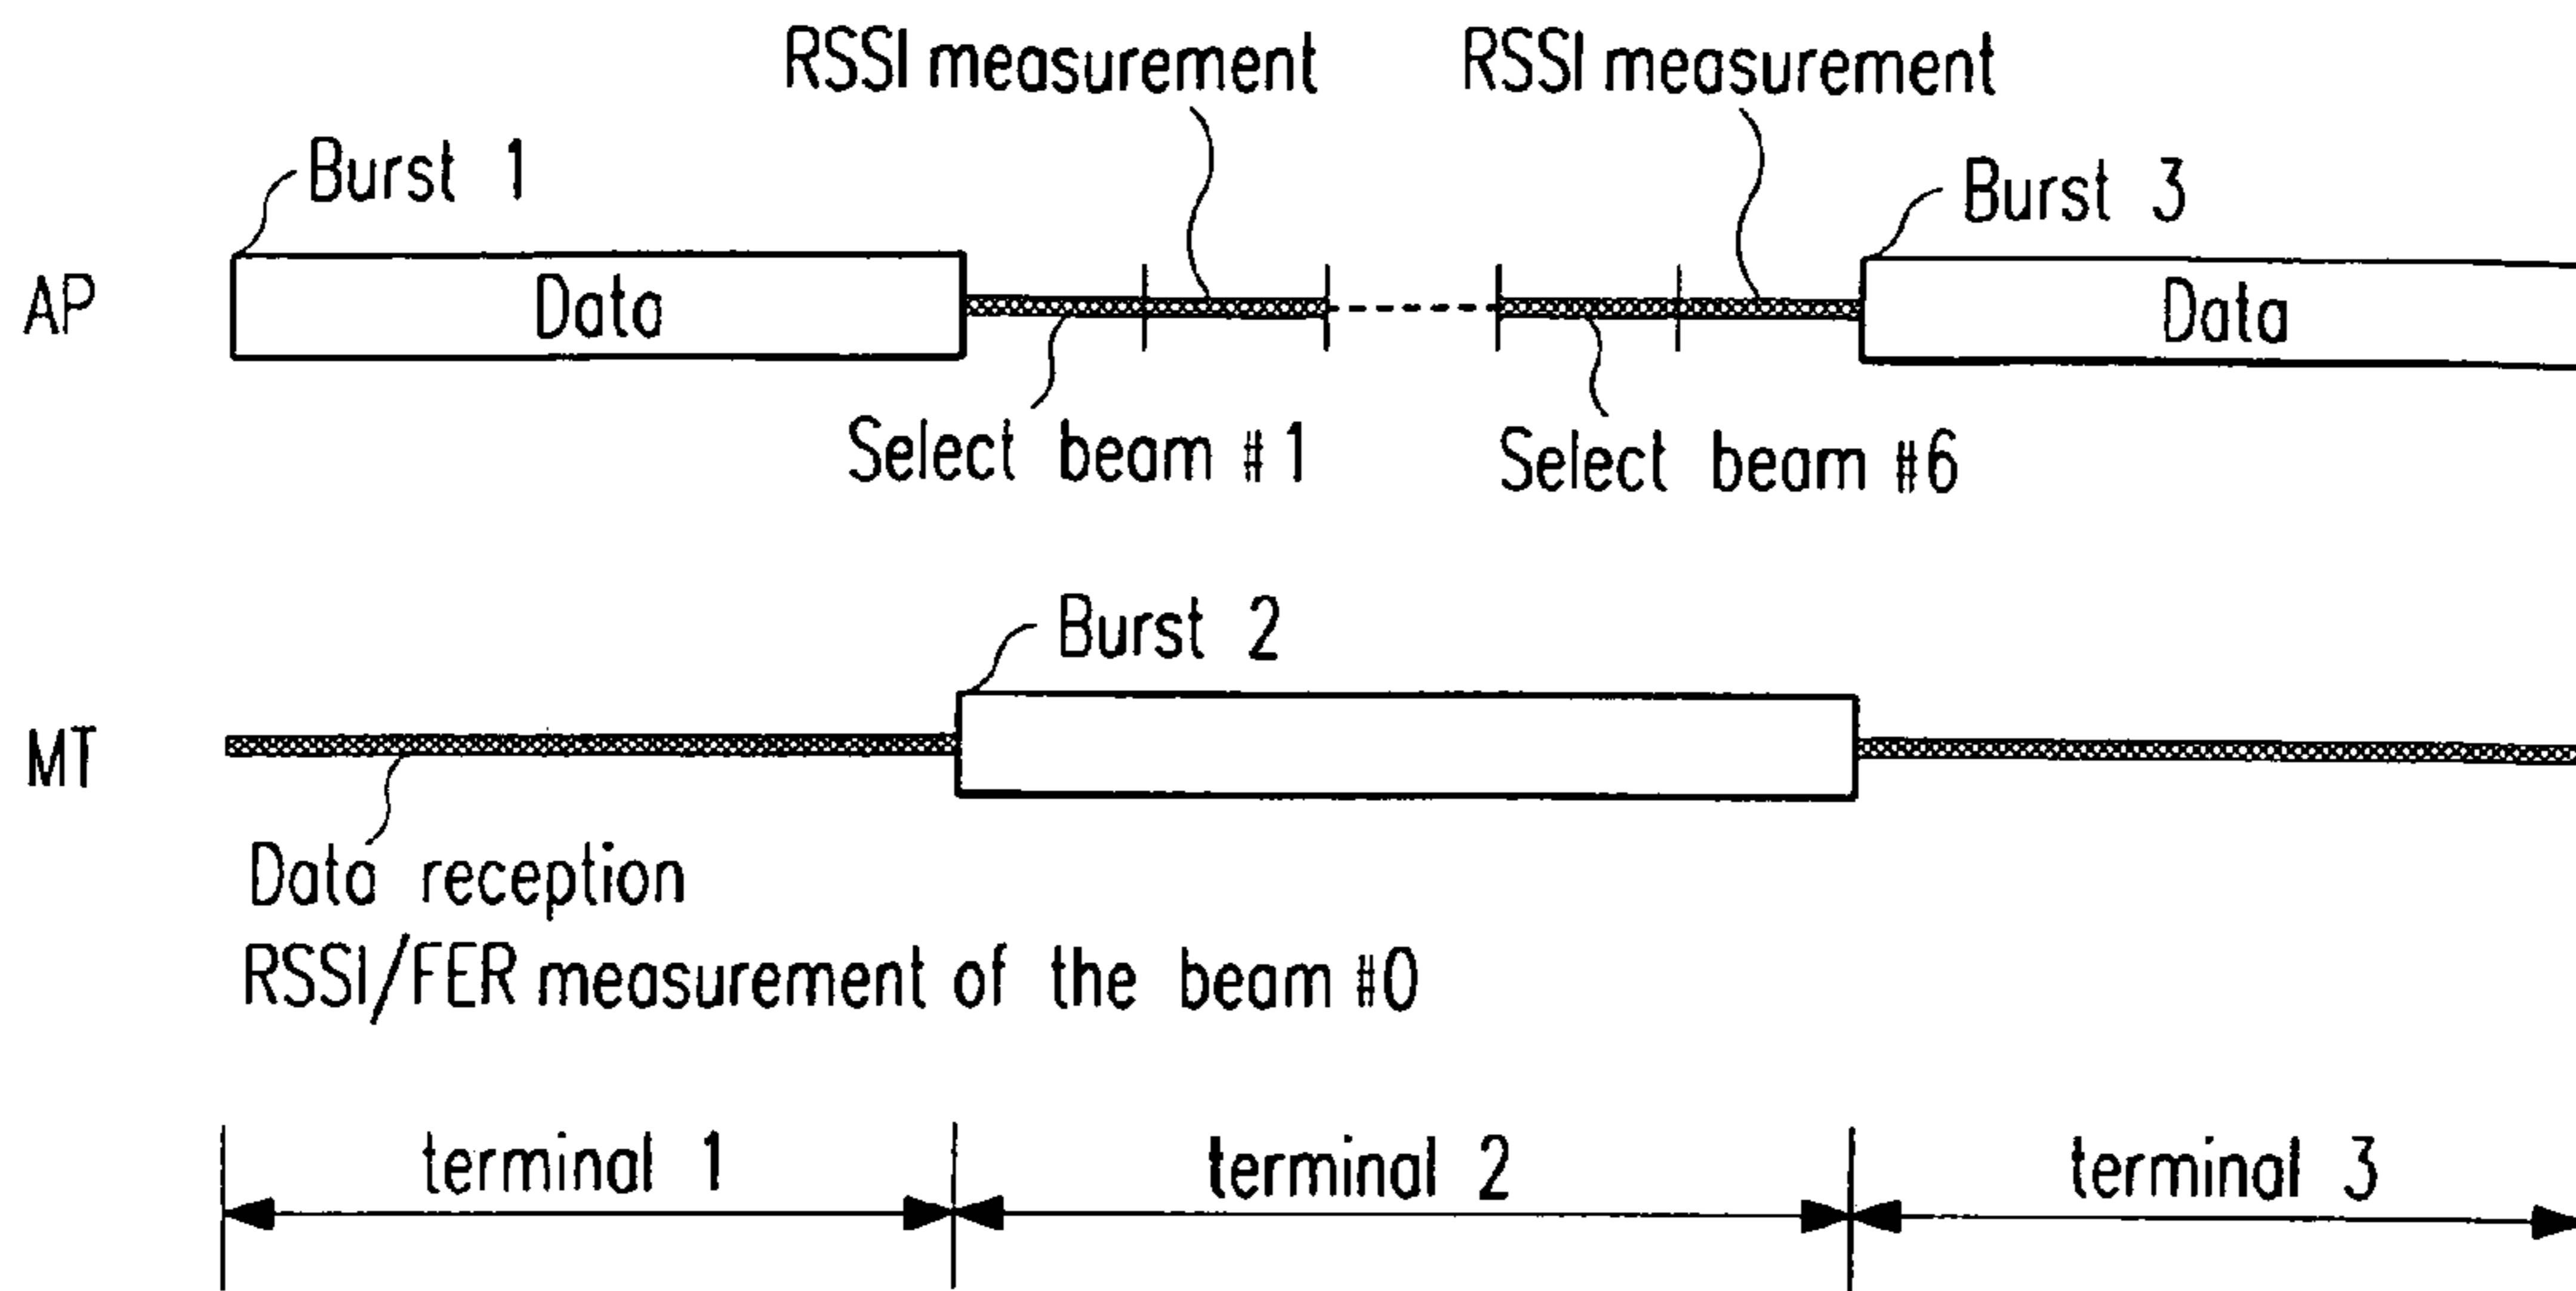 RSSI measurement RSSI measurement
Burst 1 Burst 3
AP Data Data
Select beam #1 Select beam #6
Burst 2
MT
Data reception
RSSI/FER measurement of the beam #0
terminal 1 terminal 2 terminal 3